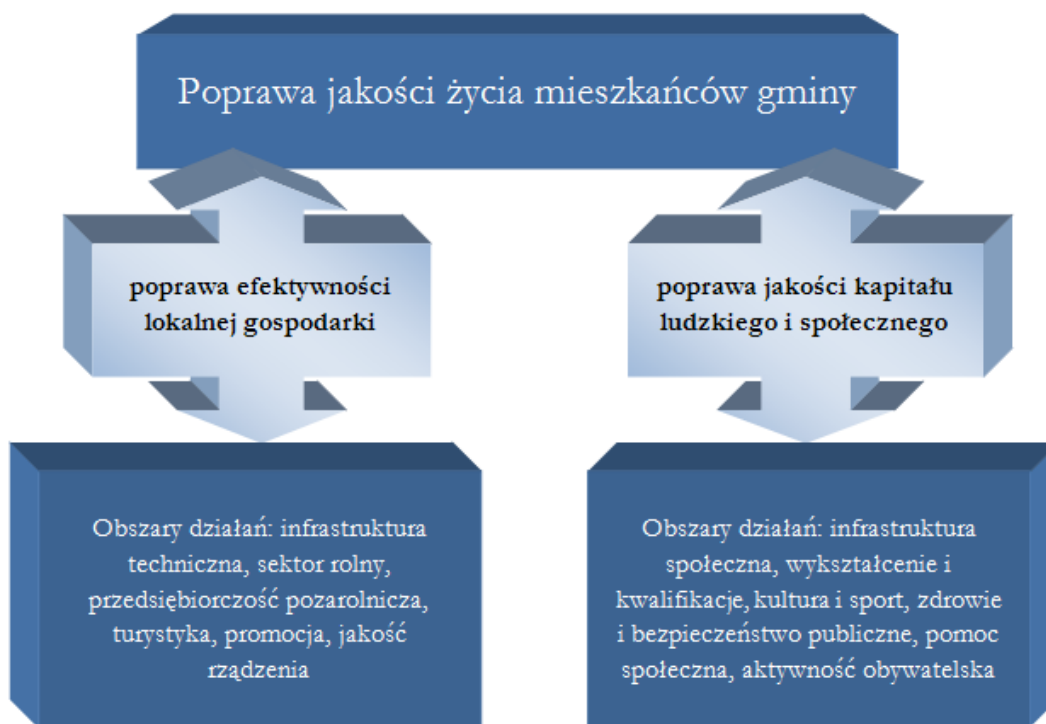 Poprawa jakości życia mieszkańców gminy
poprawa efektywności
lokalnej gospodarki
poprawa jakości kapitału
ludzkiego i społecznego
Obszary działań: infrastruktura
techniczna, sektor rolny,
przedsiębiorczość pozarolnicza,
turystyka, promocja, jakość
rządzenia
Obszary działań: infrastruktura
społeczna, wykształcenie i
kwalifikacje, kultura i sport, zdrowie
i bezpieczeństwo publiczne, pomoc
społeczna, aktywność obywatelska